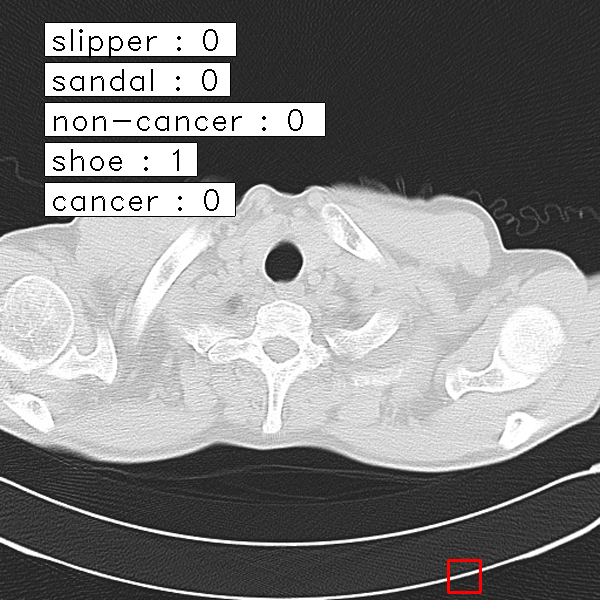 slipper : 0
sandal : 0
non-cancer : 0
shoe : 1
cancer : 0